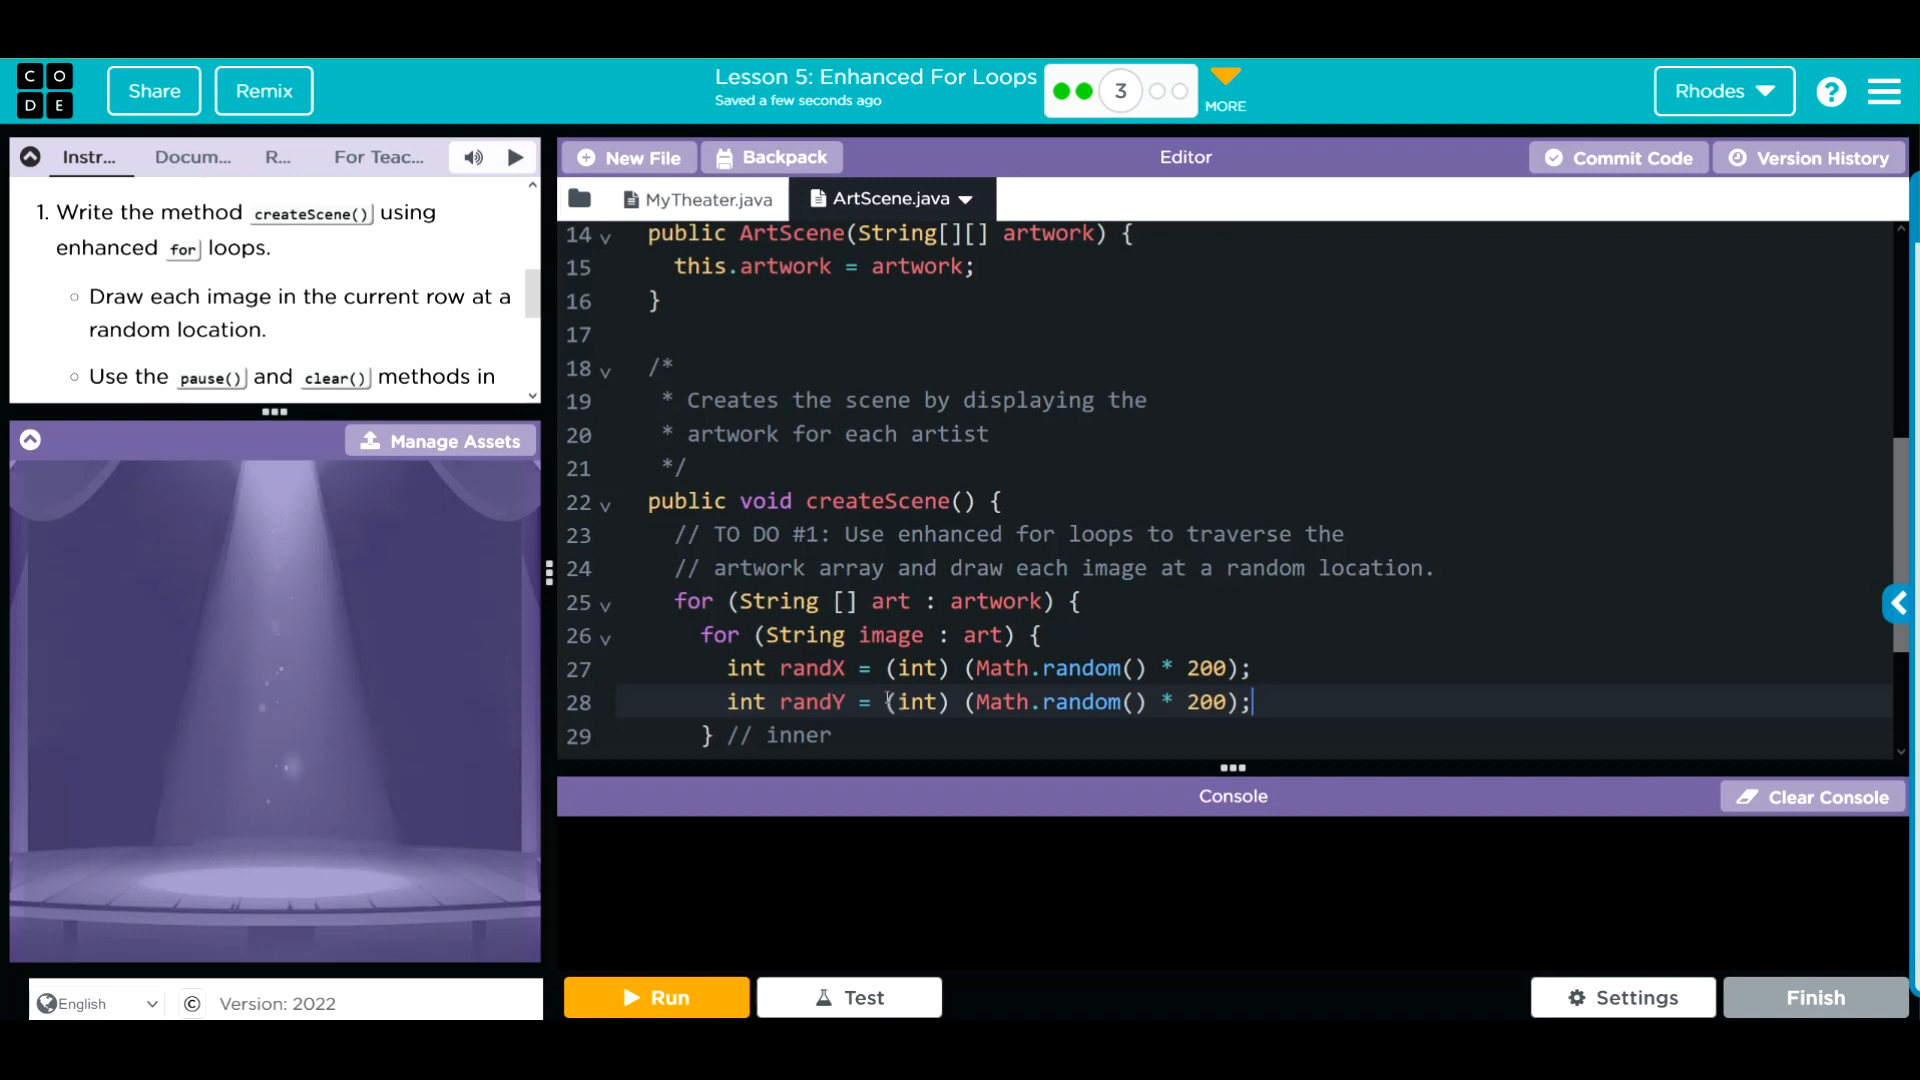 C O
D E
Share
Remix
Lesson 5: Enhanced For Loops
Saved a few seconds ago
3
MORE
Rhodes
?
Instr...
Docum...
R...
For Teac...
1. Write the method createScene() using
enhanced for loops.
Draw each image in the current row at a
random location.
Use the pause() and clear() methods in
Manage Assets
English
© Version: 2022
New File
Backpack
Editor
Commit Code
Version History
MyTheater.java
ArtScene.java
14 public ArtScene(String[][] artwork) {
15 this.artwork = artwork;
16 }
17
18 /*
19 * Creates the scene by displaying the
20 * artwork for each artist
21 */
22 public void createScene() {
23 // TO DO #1: Use enhanced for loops to traverse the
24 // artwork array and draw each image at a random location.
25 for (String [] art : artwork) {
26 for (String image : art) {
27 int randX = (int) (Math.random() * 200);
28 int randY = (int) (Math.random() * 200);
29 } // inner
Console
Clear Console
Run
Test
Settings
Finish